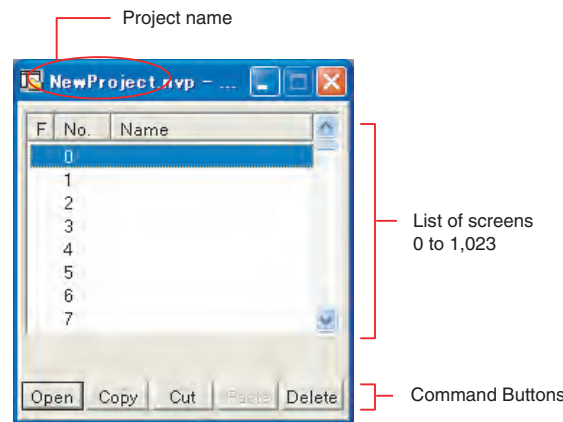 Project name
NewProject.nvp - ...
F No. Name
0
1
2
3
4
5
6
7
List of screens
0 to 1,023
Open Copy Cut Paste Delete
Command Buttons